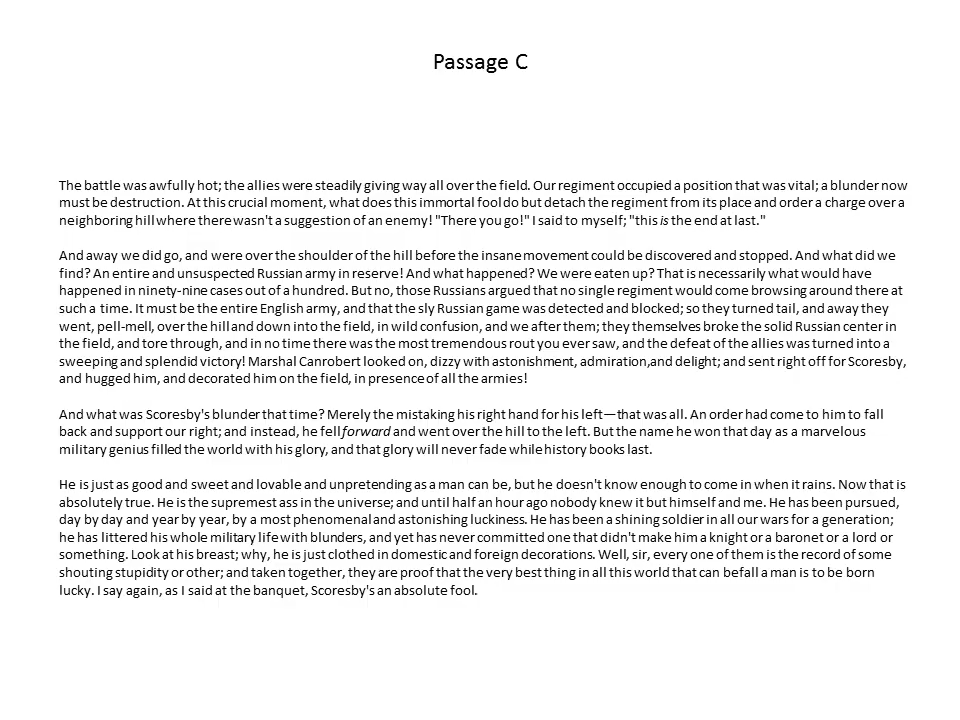 Passage C
The battle was awfully hot; the allies were steadily giving way all over the field. Our regiment occupied a position that was vital; a blunder now
must be destruction. At this crucial moment, what does this immortal fool do but detach the regiment from its place and order a charge over a
neighboring hill where there wasn't a suggestion of an enemy! "There you go!" I said to myself; "this is the end at last."
And away we did go, and were over the shoulder of the hill before the insane movement could be discovered and stopped. And what did we
find? An entire and unsuspected Russian army in reserve! And what happened? We were eaten up? That is necessarily what would have
happened in ninety-nine cases out of a hundred. But no, those Russians argued that no single regiment would come browsing around there at
such a time. It must be the entire English army, and that the sly Russian game was detected and blocked; so they turned tail, and away they
went, pell-mell, over the hill and down into the field, in wild confusion, and we after them; they themselves broke the solid Russian center in
the field, and tore through, and in no time there was the most tremendous rout you ever saw, and the defeat of the allies was turned into a
sweeping and splendid victory! Marshal Canrobert looked on, dizzy with astonishment, admiration,and delight; and sent right off for Scoresby,
and hugged him, and decorated him on the field, in presence of all the armies!
And what was Scoresby's blunder that time? Merely the mistaking his right hand for his left—that was all. An order had come to him to fall
back and support our right; and instead, he fell forward and went over the hill to the left. But the name he won that day as a marvelous
military genius filled the world with his glory, and that glory will never fade while history books last.
He is just as good and sweet and lovable and unpretending as a man can be, but he doesn't know enough to come in when it rains. Now that is
absolutely true. He is the supremest ass in the universe; and until half an hour ago nobody knew it but himself and me. He has been pursued,
day by day and year by year, by a most phenomenal and astonishing luckiness. He has been a shining soldier in all our wars for a generation;
he has littered his whole military life with blunders, and yet has never committed one that didn't make him a knight or a baronet or a lord or
something. Look at his breast; why, he is just clothed in domestic and foreign decorations. Well, sir, every one of them is the record of some
shouting stupidity or other; and taken together, they are proof that the very best thing in all this world that can befall a man is to be born
lucky. I say again, as I said at the banquet, Scoresby's an absolute fool.